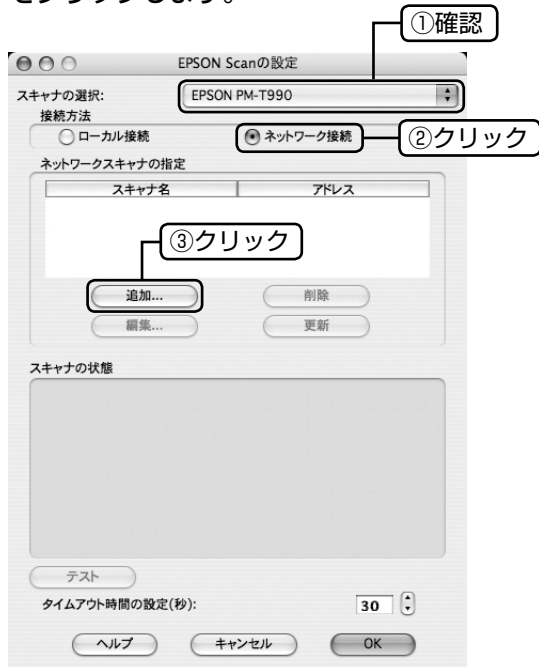 をクリックします。
①確認
EPSON Scanの設定
スキャナの選択: EPSON PM-T990
接続方法
ローカル接続 ネットワーク接続 ②クリック
ネットワークスキャナの指定
スキャナ名 アドレス
③クリック
追加... 削除
編集... 更新
スキャナの状態
テスト
タイムアウト時間の設定(秒): 30
ヘルプ キャンセル OK